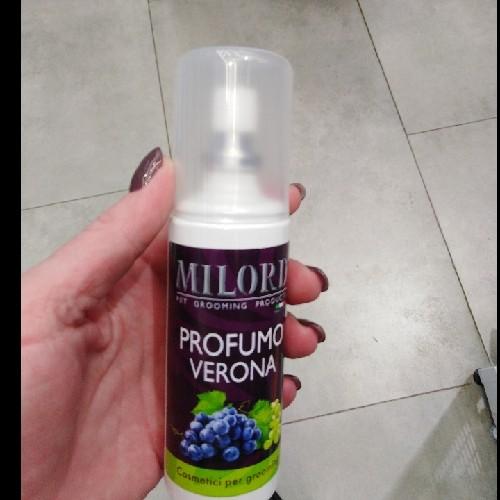 MILORD
PET GROOMING PRODUCTS
PROFUMO
VERONA
Cosmetici per grooming